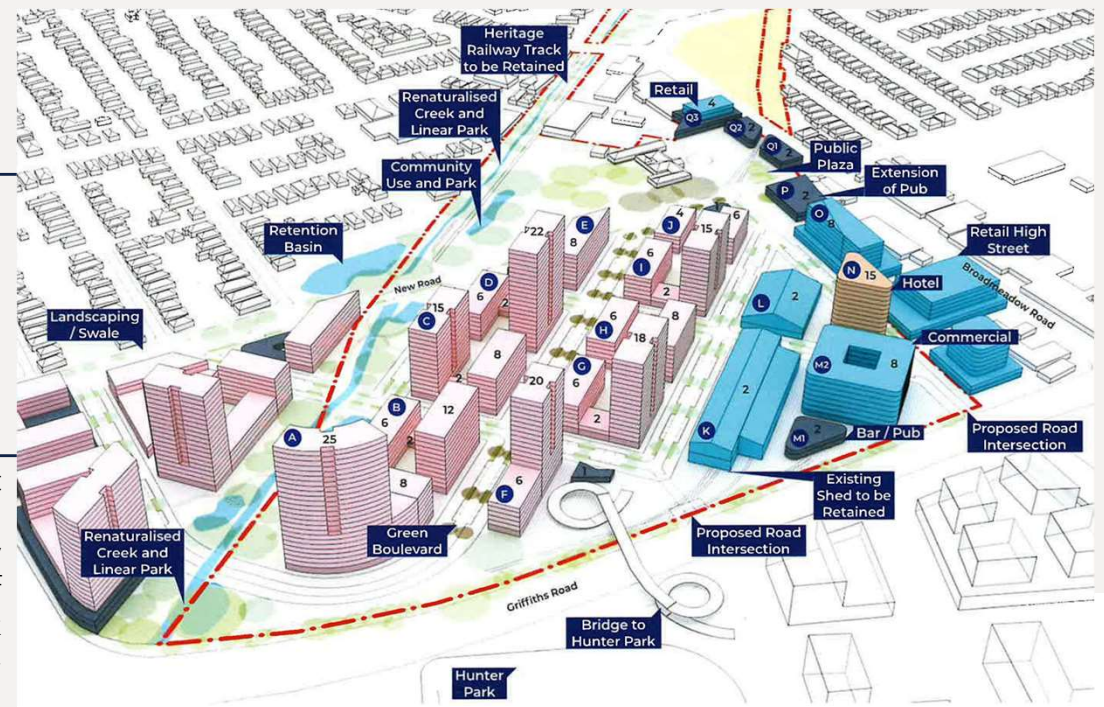 Heritage
Railway Track
to be Retained
Retail
4
Q3
Q2
2
Q1
2
Renaturalised
Creek and
Linear Park
Public
Plaza
Community
Use and Park
Extension
of Pub
P
2
O
8
Retention
Basin
E
8
22
J
4
15
6
Retail High
Street
Broadmeadow Road
New Road
D
6
2
I
6
2
N
15
Hotel
Landscaping
/ Swale
C
15
L
2
H
6
8
Commercial
8
2
18
M2
8
G
6
2
20
B
6
2
12
K
2
M1
2
Bar / Pub
Proposed Road
Intersection
A
25
8
F
6
1
Existing
Shed to be
Retained
Renaturalised
Creek and
Linear Park
Green
Boulevard
Proposed Road
Intersection
Griffiths Road
Bridge to
Hunter Park
Hunter
Park